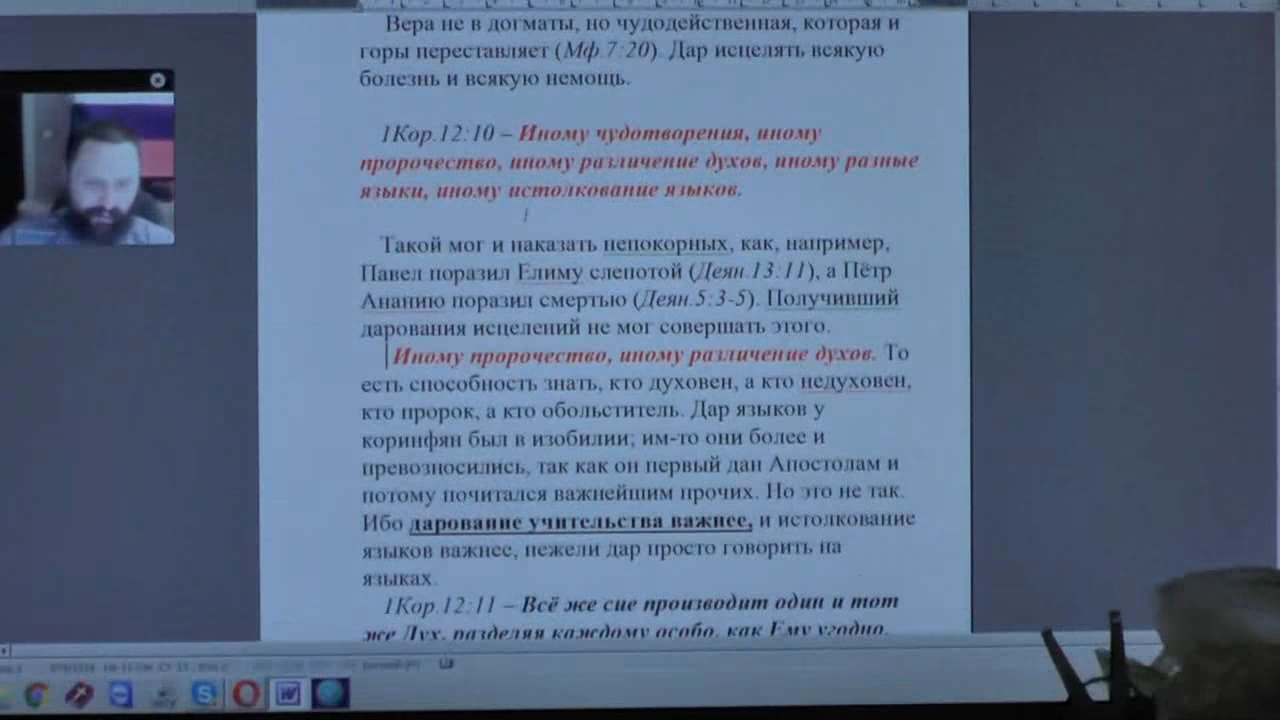 Вера не в догматы, но чудодейственная, которая и
горы переставляет (Мф.7:20). Дар исцелять всякую
болезнь и всякую немощь.
1Кор.12:10 – Иному чудотворения, иному
пророчество, иному различение духов, иному разные
языки, иному истолкование языков.
Такой мог и наказать непокорных, как, например,
Павел поразил Елиму слепотой (Деян.13:11), а Пётр
Ананию поразил смертью (Деян.5:3-5). Получивший
дарования исцелений не мог совершать этого.
Иному пророчество, иному различение духов. То
есть способность знать, кто духовен, а кто недуховен,
кто пророк, а кто обольститель. Дар языков у
коринфян был в изобилии; им-то они более и
превозносились, так как он первый дан Апостолам и
потому почитался важнейшим прочих. Но это не так.
Ибо дарование учительства важнее, и истолкование
языков важнее, нежели дар просто говорить на
языках.
1Кор.12:11 – Всё же сие производит один и тот
же Дух, разделяя каждому особо, как Ему угодно.